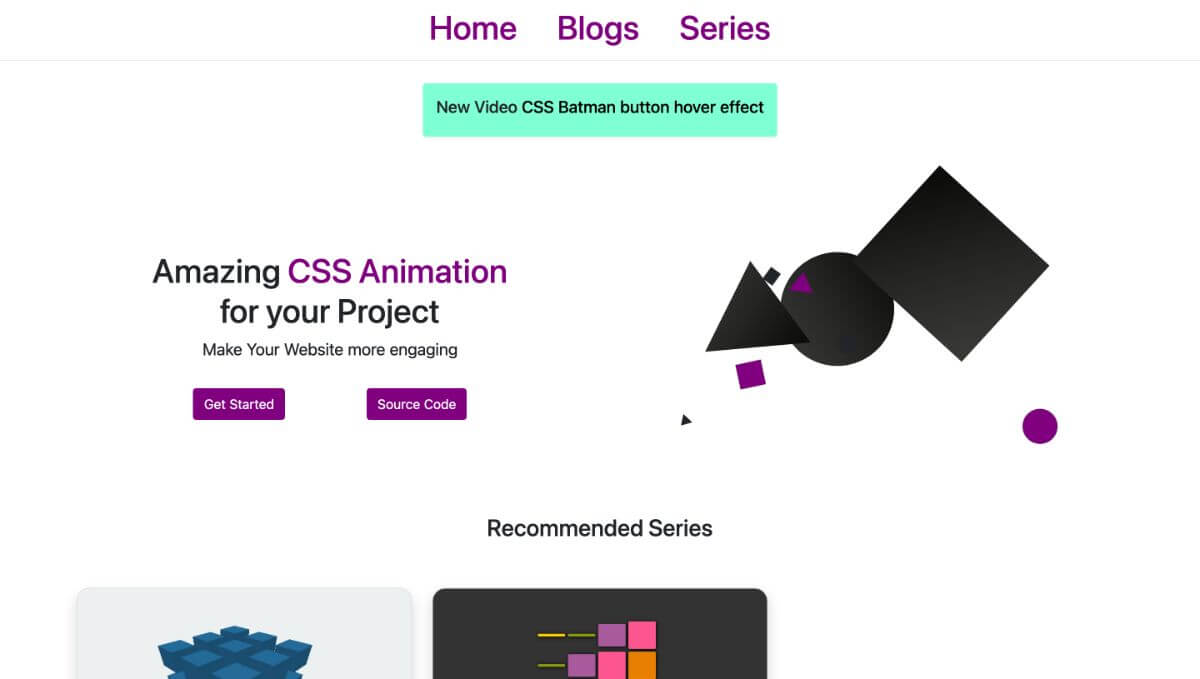 Home Blogs Series
New Video CSS Batman button hover effect
Amazing CSS Animation
for your Project
Make Your Website more engaging
Get Started Source Code
Recommended Series